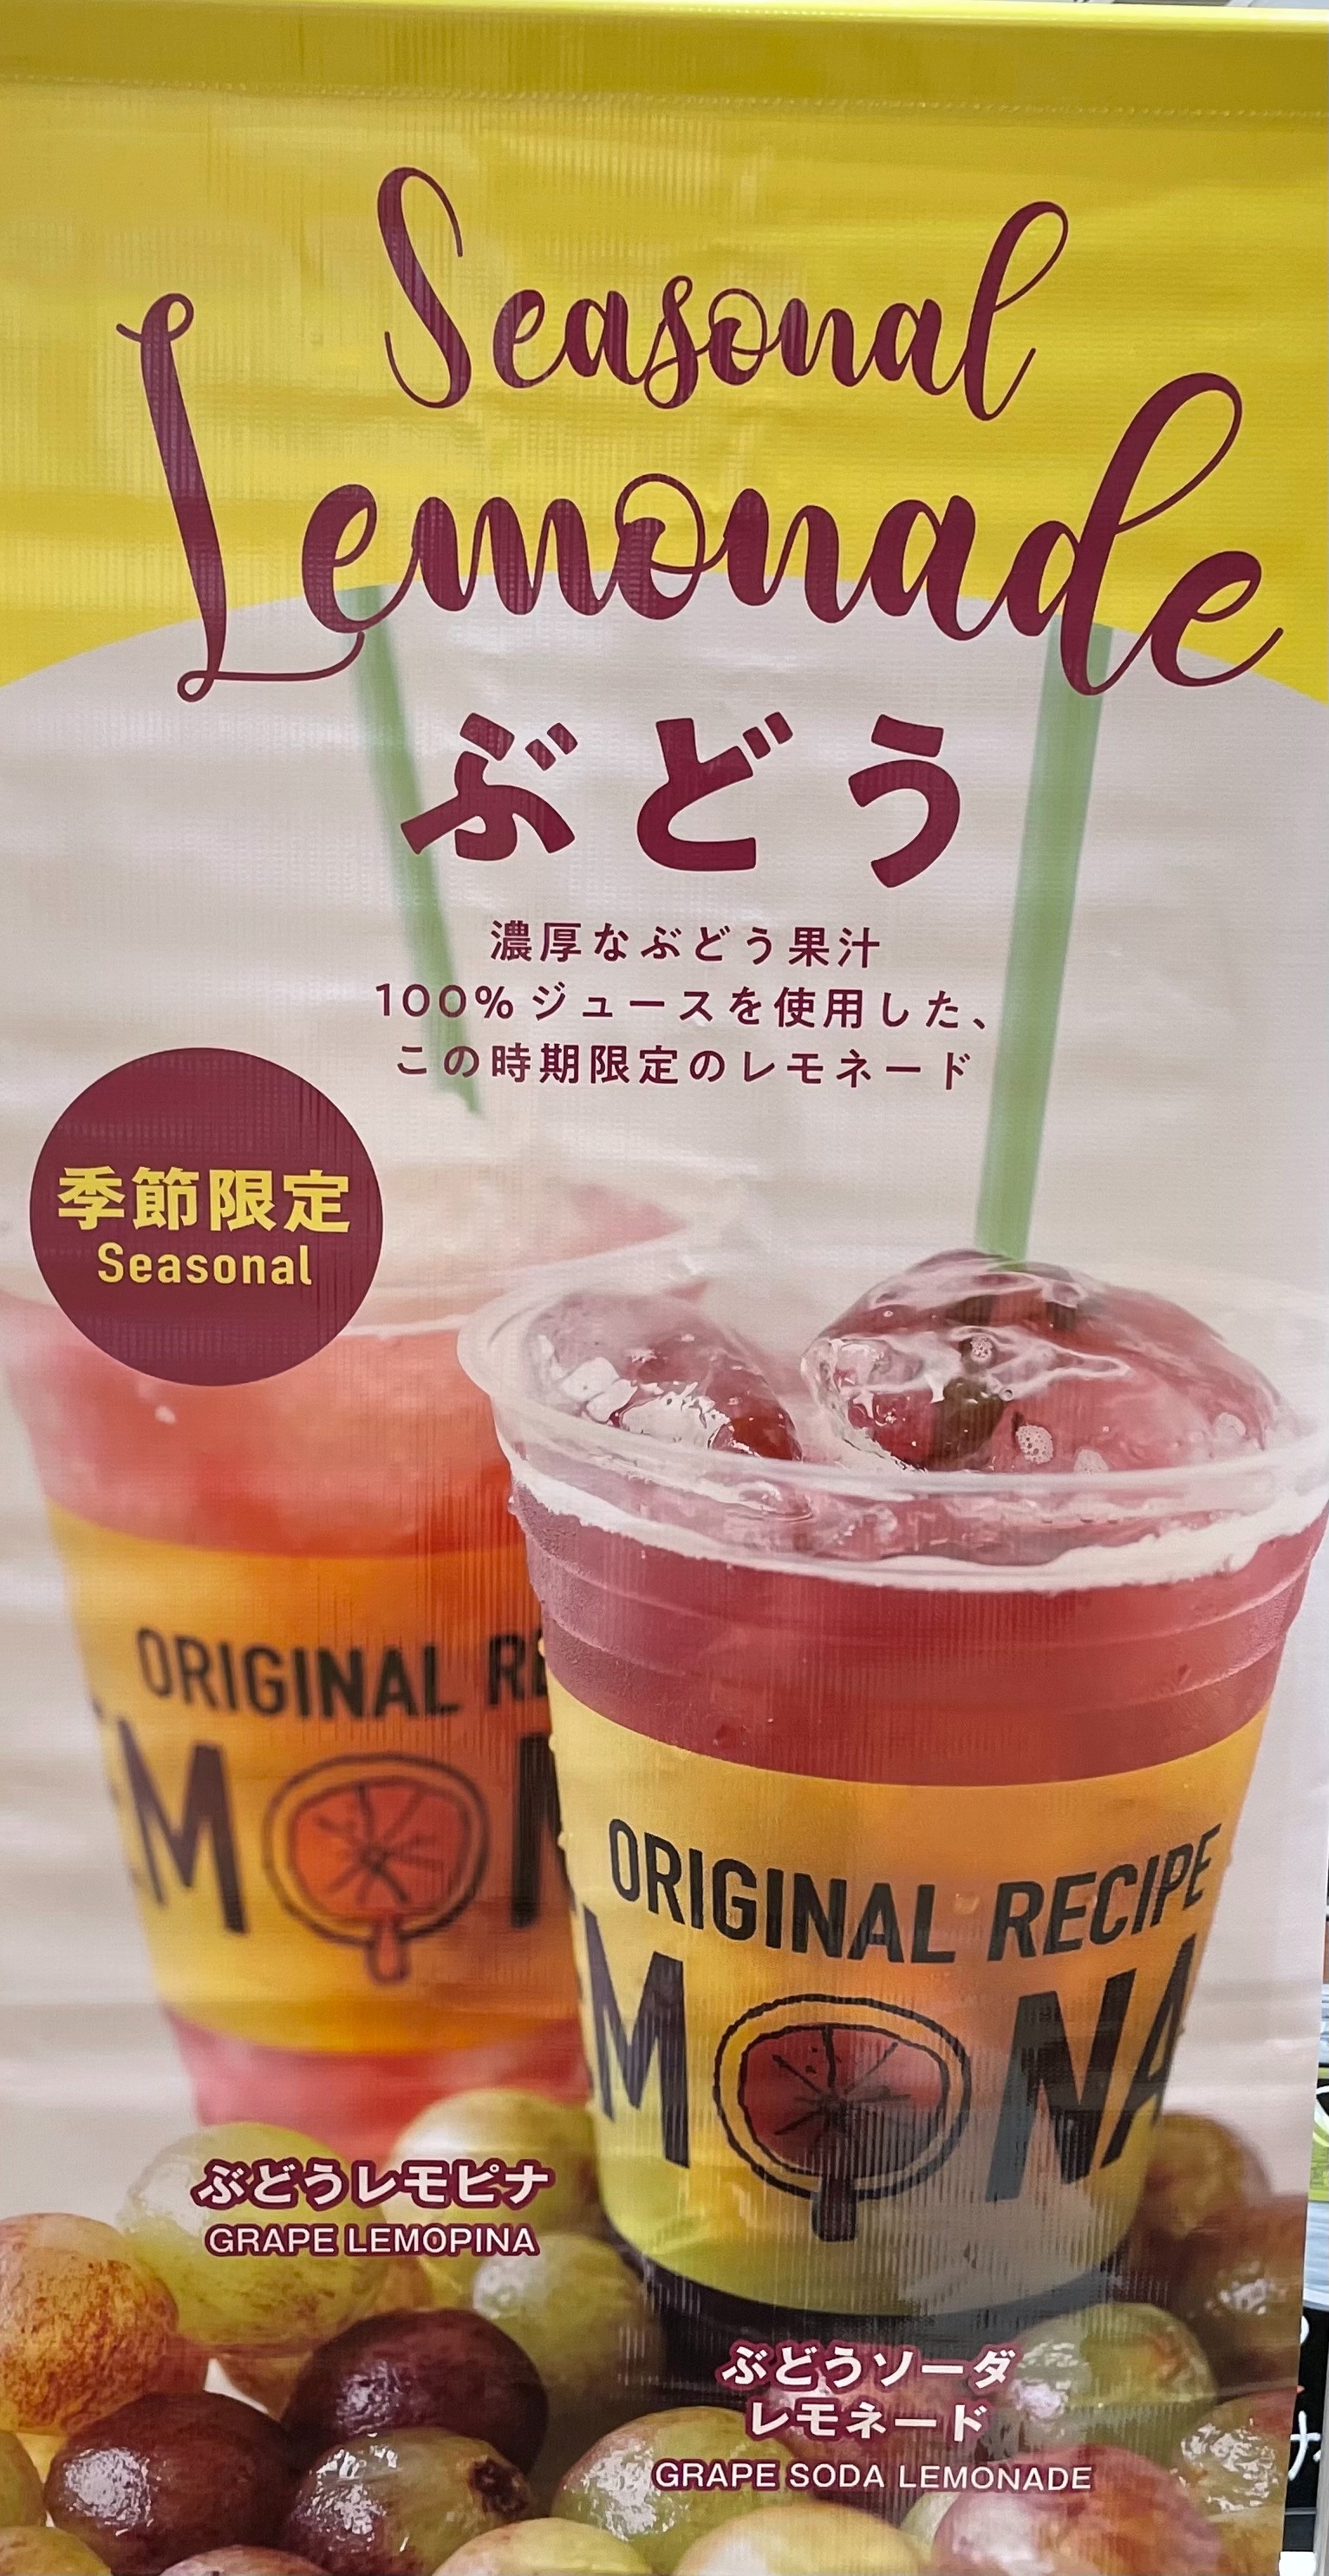 Seasonal
Lemonade
ぶどう
濃厚なぶどう果汁
100%ジュースを使用した、
この時期限定のレモネード
季節限定
Seasonal
ORIGINAL
M
ORIGINAL RECIPE
MONA
ぶどうレモピナ
GRAPE LEMOPINA
ぶどうソーダ
レモネード
GRAPE SODA LEMONADE